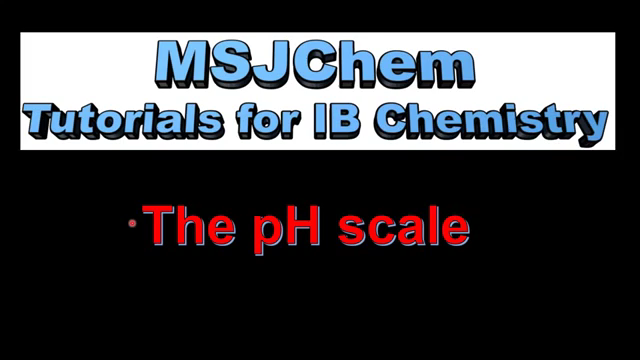 MSJChem
Tutorials for IB Chemistry
•The pH scale